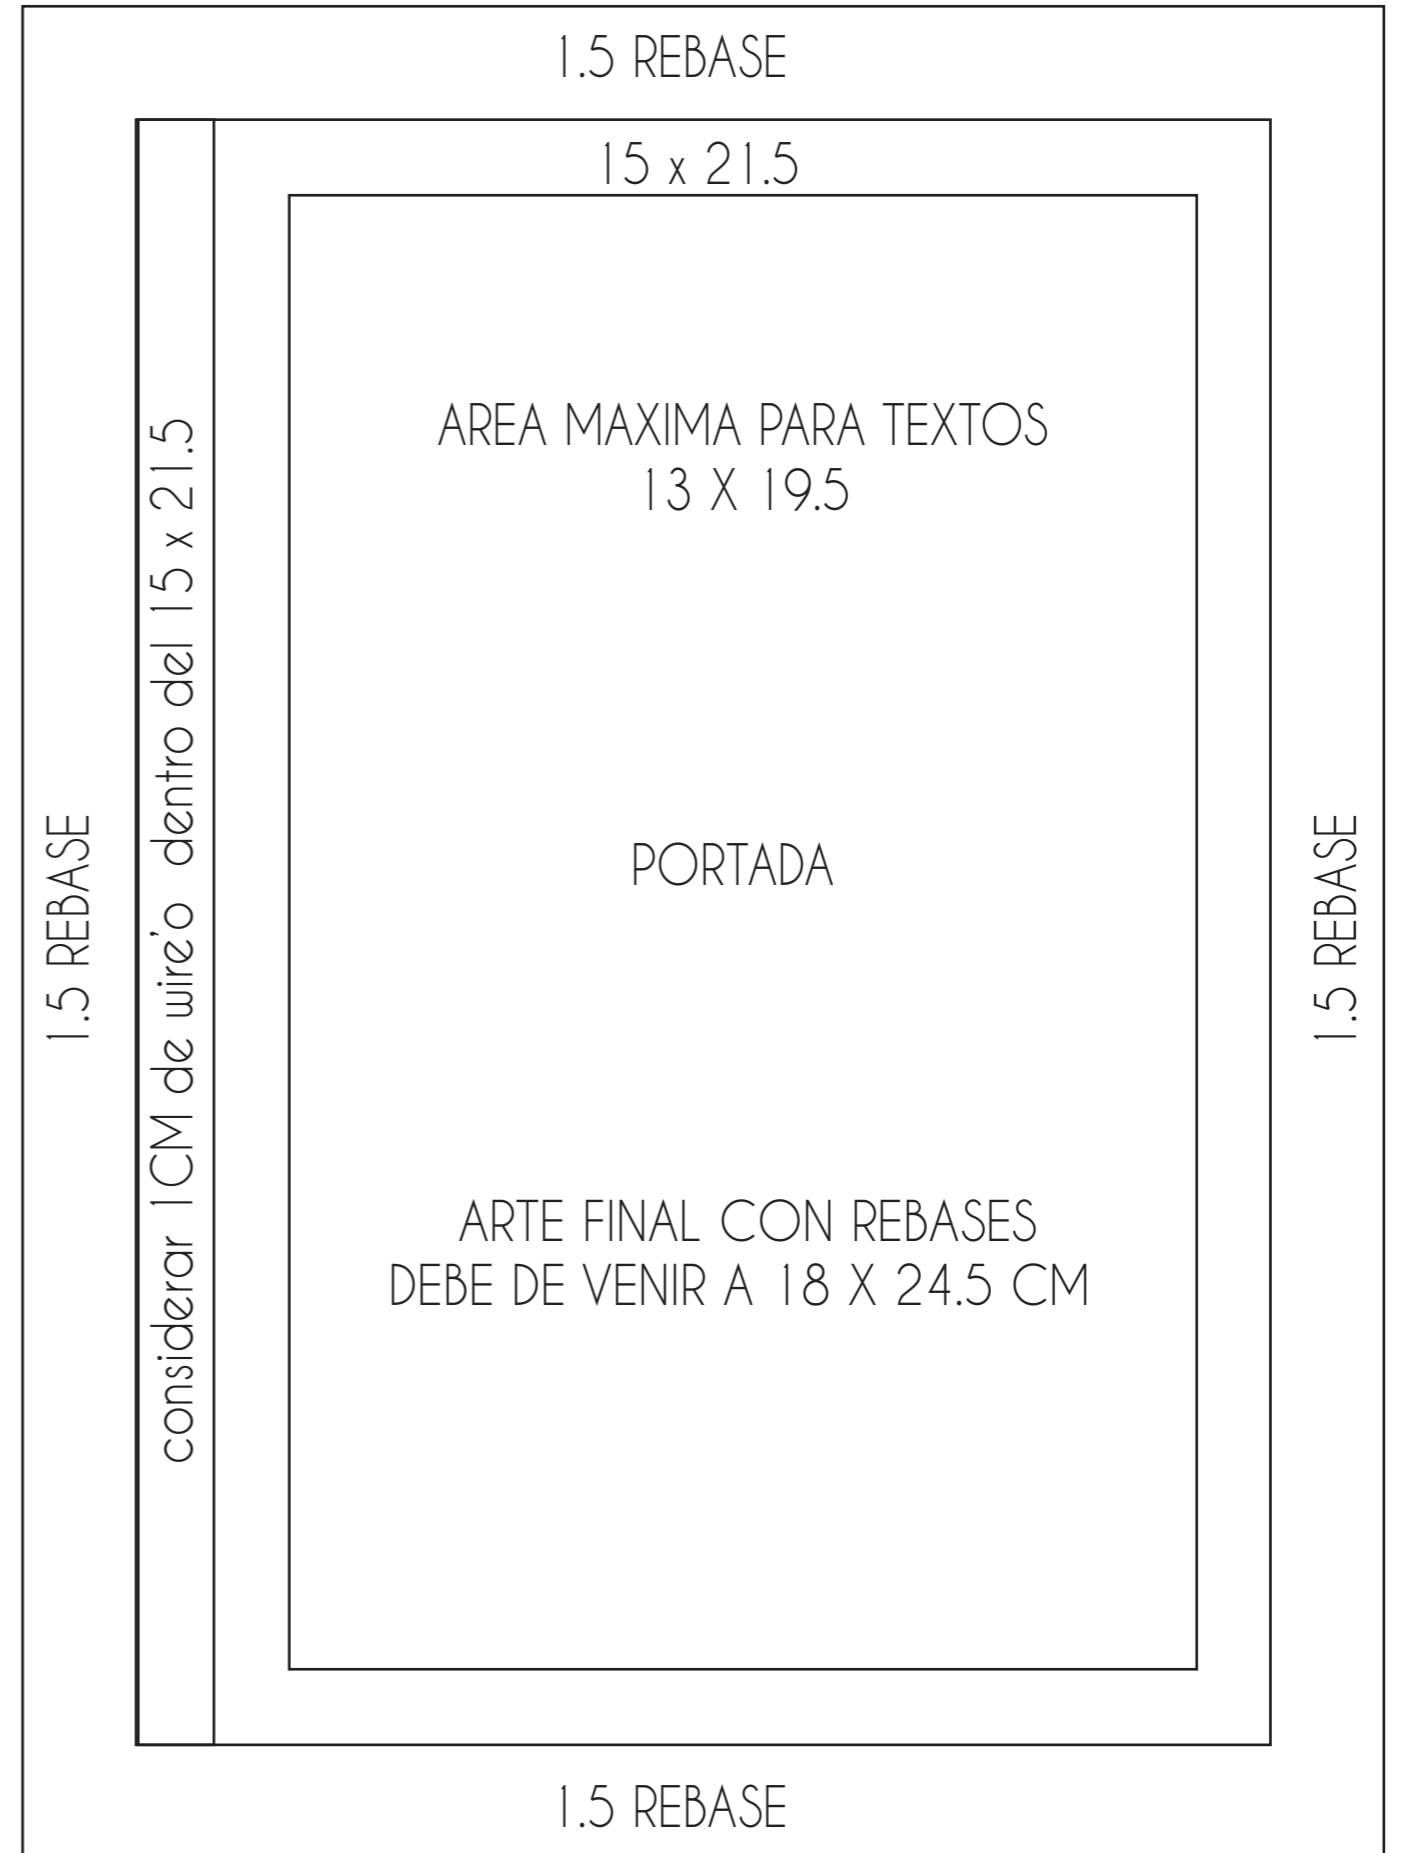 1.5 REBASE
15 x 21.5
AREA MAXIMA PARA TEXTOS
13 X 19.5
considerar 1CM de wire'o dentro del 15 x 21.5
1.5 REBASE
PORTADA
1.5 REBASE
ARTE FINAL CON REBASES
DEBE DE VENIR A 18 X 24.5 CM
1.5 REBASE